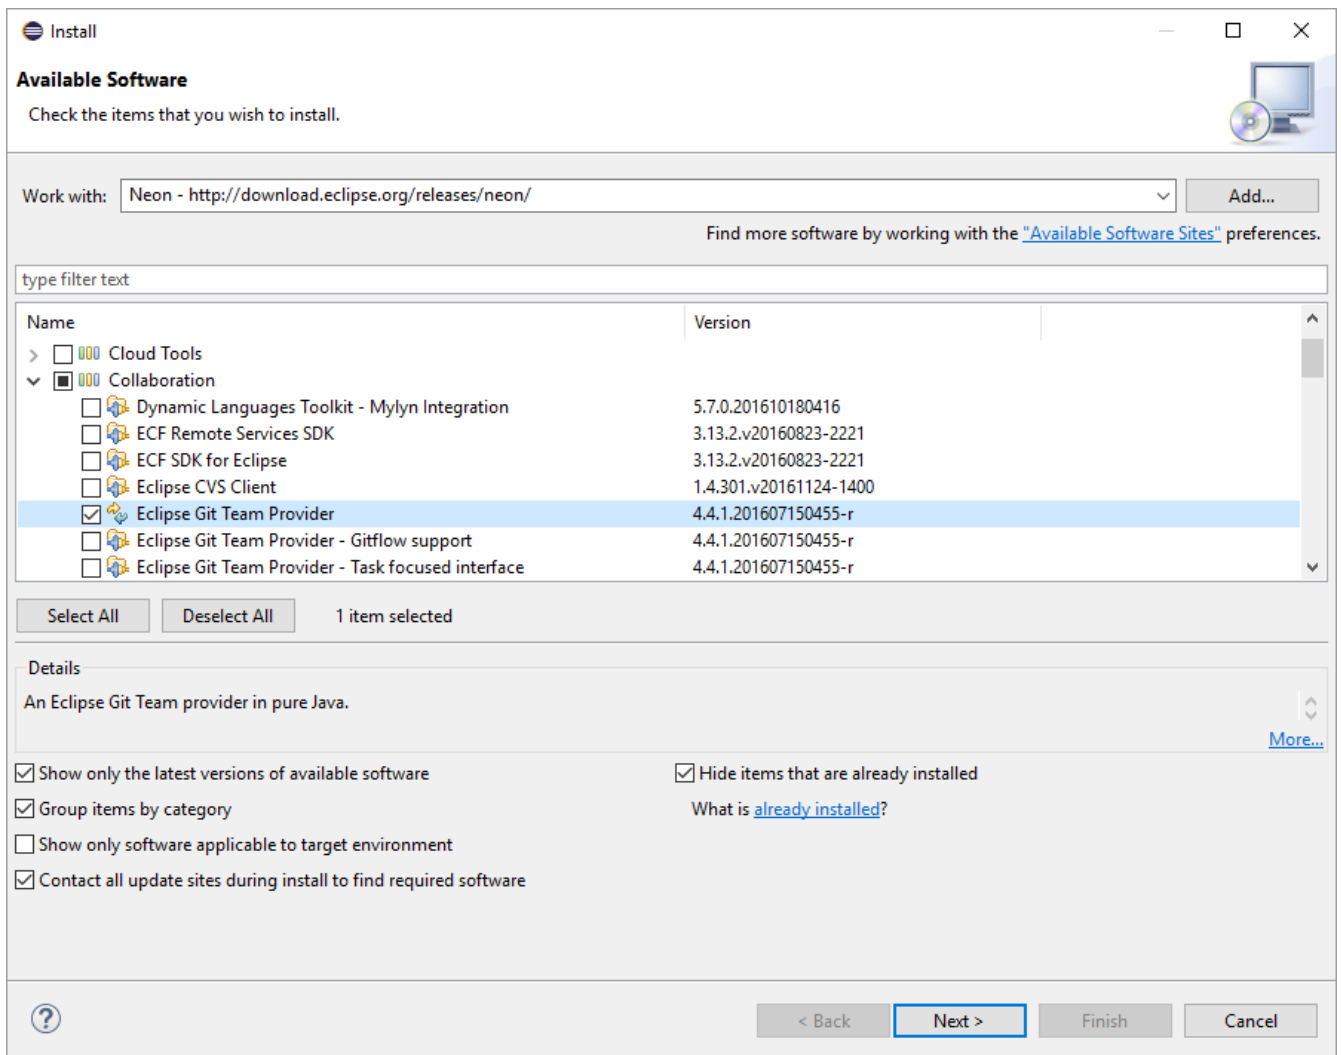 Install
Available Software
Check the items that you wish to install.
Work with: Neon - http://download.eclipse.org/releases/neon/ Add...
Find more software by working with the "Available Software Sites" preferences.
type filter text
Name Version
Cloud Tools
Collaboration
Dynamic Languages Toolkit - Mylyn Integration 5.7.0.201610180416
ECF Remote Services SDK 3.13.2.v20160823-2221
ECF SDK for Eclipse 3.13.2.v20160823-2221
Eclipse CVS Client 1.4.301.v20161124-1400
Eclipse Git Team Provider 4.4.1.201607150455-r
Eclipse Git Team Provider - Gitflow support 4.4.1.201607150455-r
Eclipse Git Team Provider - Task focused interface 4.4.1.201607150455-r
Select All Deselect All 1 item selected
Details
An Eclipse Git Team provider in pure Java.
More...
Show only the latest versions of available software Hide items that are already installed
Group items by category What is already installed?
Show only software applicable to target environment
Contact all update sites during install to find required software
? < Back Next > Finish Cancel